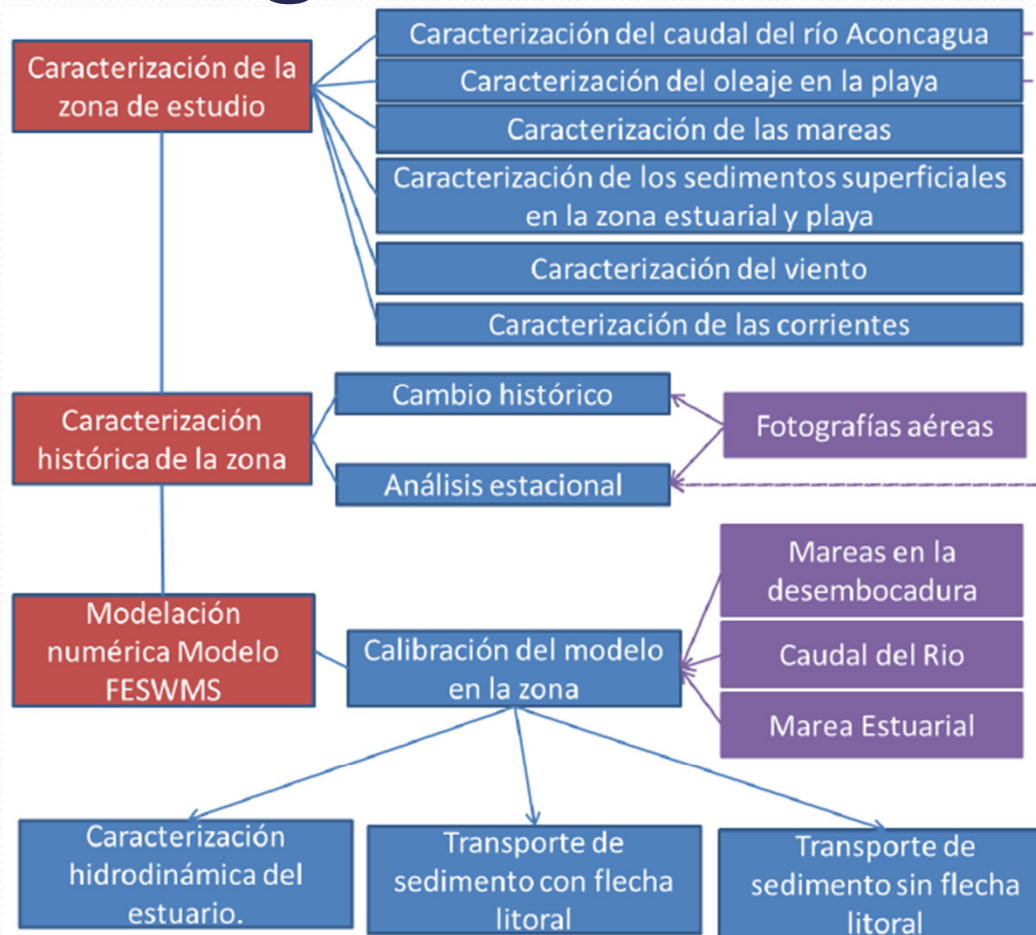 Caracterización de la
zona de estudio
Caracterización del caudal del río Aconcagua
Caracterización del oleaje en la playa
Caracterización de las mareas
Caracterización de los sedimentos superficiales
en la zona estuarial y playa
Caracterización del viento
Caracterización de las corrientes
Caracterización
histórica de la zona
Cambio histórico
Análisis estacional
Fotografías aéreas
Modelación
numérica Modelo
FESWMS
Calibración del modelo
en la zona
Mareas en la
desembocadura
Caudal del Rio
Marea Estuarial
Caracterización
hidrodinámica del
estuario.
Transporte de
sedimento con flecha
litoral
Transporte de
sedimento sin flecha
litoral